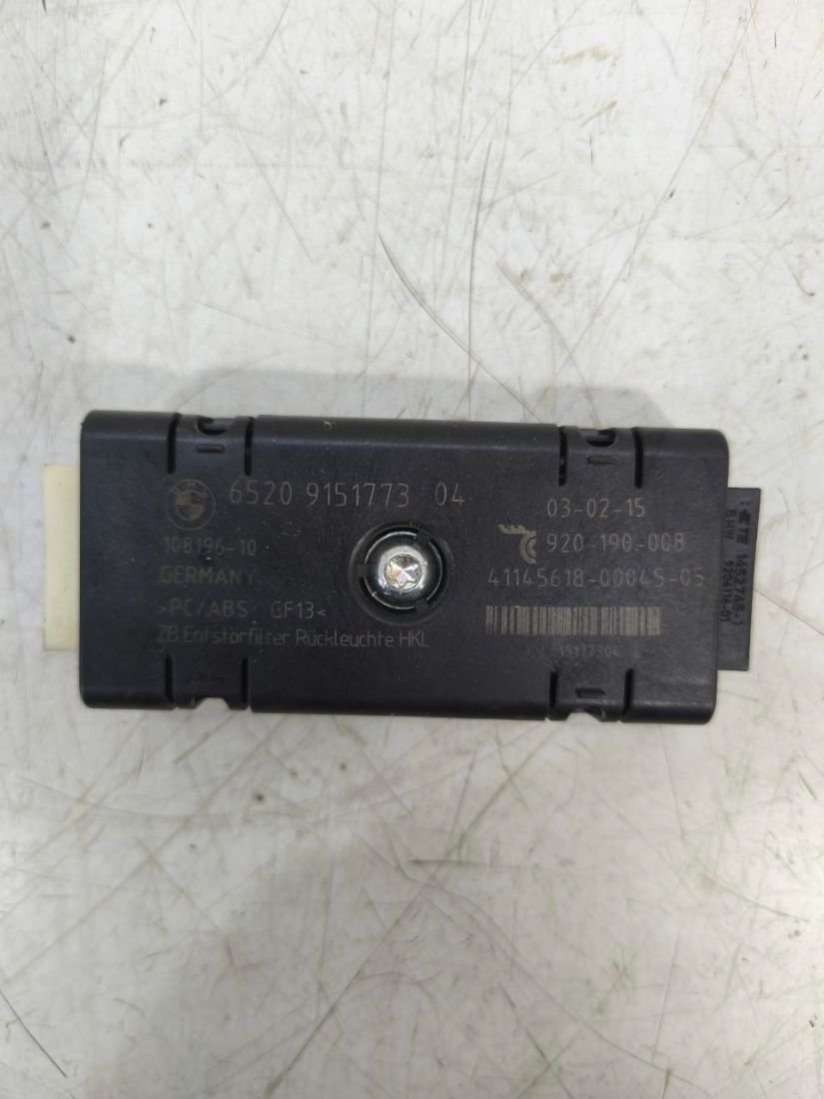 6520 9151773 04
108196-10
GERMANY
>PC/ABS GF13<
ZB Entstörfilter Rückleuchte HKL
03-02-15
920-190-008
41145618-00045-05